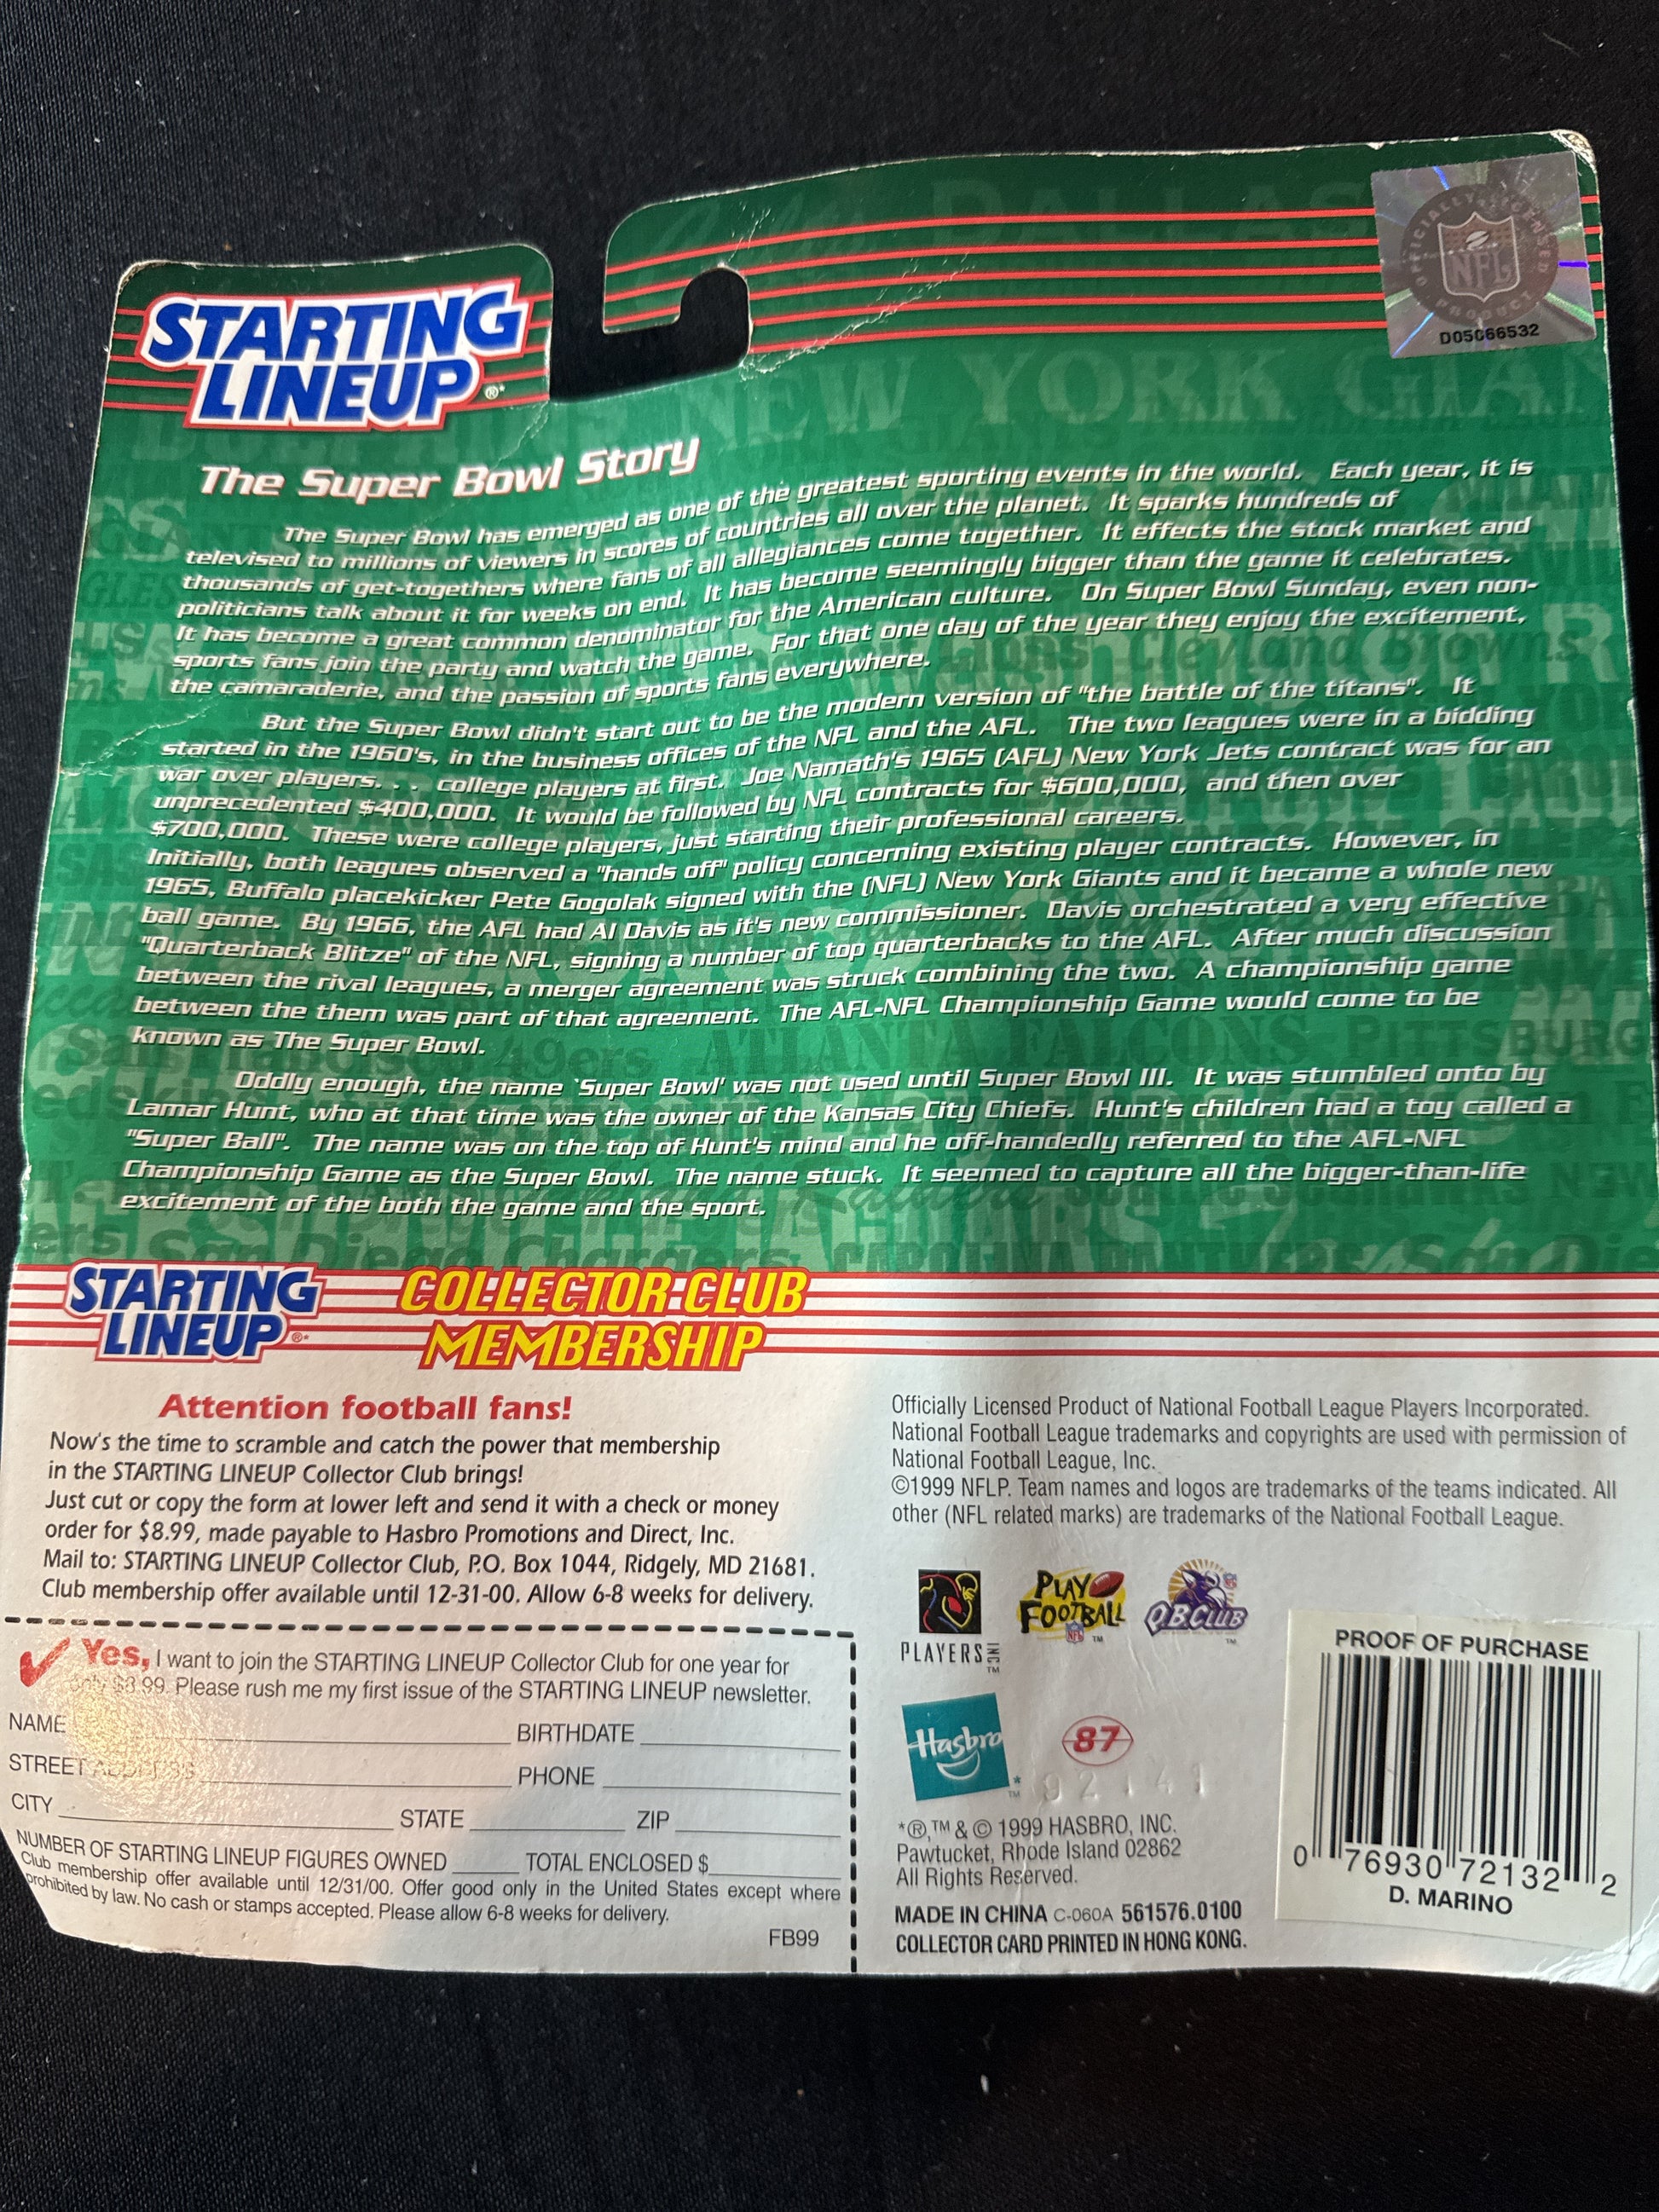 STARTING
LINEUP®*
OFFICIALLY LICENSED PRODUCT
NFL
D05C66532
The Super Bowl Story
The Super Bowl has emerged as one of the greatest sporting events in the world. Each year, it is
televised to millions of viewers in scores of countries all over the planet. It sparks hundreds of
thousands of get-togethers where fans of all allegiances come together. It effects the stock market and
politicians talk about it for weeks on end. It has become seemingly bigger than the game it celebrates.
It has become a great common denominator for the American culture. On Super Bowl Sunday, even non-
sports fans join the party and watch the game. For that one day of the year they enjoy the excitement,
the camaraderie, and the passion of sports fans everywhere.
But the Super Bowl didn't start out to be the modern version of "the battle of the titans". It
started in the 1960's, in the business offices of the NFL and the AFL. The two leagues were in a bidding
war over players. . . college players at first. Joe Namath's 1965 (AFL) New York Jets contract was for an
unprecedented $400,000. It would be followed by NFL contracts for $600,000, and then over
$700,000. These were college players, just starting their professional careers.
Initially, both leagues observed a "hands off" policy concerning existing player contracts. However, in
1965, Buffalo placekicker Pete Gogolak signed with the (NFL) New York Giants and it became a whole new
ball game. By 1966, the AFL had Al Davis as it's new commissioner. Davis orchestrated a very effective
"Quarterback Blitze" of the NFL, signing a number of top quarterbacks to the AFL. After much discussion
between the rival leagues, a merger agreement was struck combining the two. A championship game
between the them was part of that agreement. The AFL-NFL Championship Game would come to be
known as The Super Bowl.
Oddly enough, the name `Super Bowl' was not used until Super Bowl III. It was stumbled onto by
Lamar Hunt, who at that time was the owner of the Kansas City Chiefs. Hunt's children had a toy called a
"Super Ball". The name was on the top of Hunt's mind and he off-handedly referred to the AFL-NFL
Championship Game as the Super Bowl. The name stuck. It seemed to capture all the bigger-than-life
excitement of the both the game and the sport.
STARTING
LINEUP®*
COLLECTOR CLUB
MEMBERSHIP
Attention football fans!
Now's the time to scramble and catch the power that membership
in the STARTING LINEUP Collector Club brings!
Just cut or copy the form at lower left and send it with a check or money
order for $8.99, made payable to Hasbro Promotions and Direct, Inc.
Mail to: STARTING LINEUP Collector Club, P.O. Box 1044, Ridgely, MD 21681.
Club membership offer available until 12-31-00. Allow 6-8 weeks for delivery.
Yes, I want to join the STARTING LINEUP Collector Club for one year for
only $8.99. Please rush me my first issue of the STARTING LINEUP newsletter.
NAME BIRTHDATE
STREET ADDRESS PHONE
CITY STATE ZIP
NUMBER OF STARTING LINEUP FIGURES OWNED TOTAL ENCLOSED $
Club membership offer available until 12/31/00. Offer good only in the United States except where
prohibited by law. No cash or stamps accepted. Please allow 6-8 weeks for delivery.
FB99
Officially Licensed Product of National Football League Players Incorporated.
National Football League trademarks and copyrights are used with permission of
National Football League, Inc.
©1999 NFLP. Team names and logos are trademarks of the teams indicated. All
other (NFL related marks) are trademarks of the National Football League.
PLAYERS INC™
PLAY
FOOTBALL
NFL ™
QB CLUB
™
Hasbro
*™
87
92141
*®,™ & © 1999 HASBRO, INC.
Pawtucket, Rhode Island 02862
All Rights Reserved.
MADE IN CHINA C-060A 561576.0100
COLLECTOR CARD PRINTED IN HONG KONG.
PROOF OF PURCHASE
0 76930 72132 2
D. MARINO